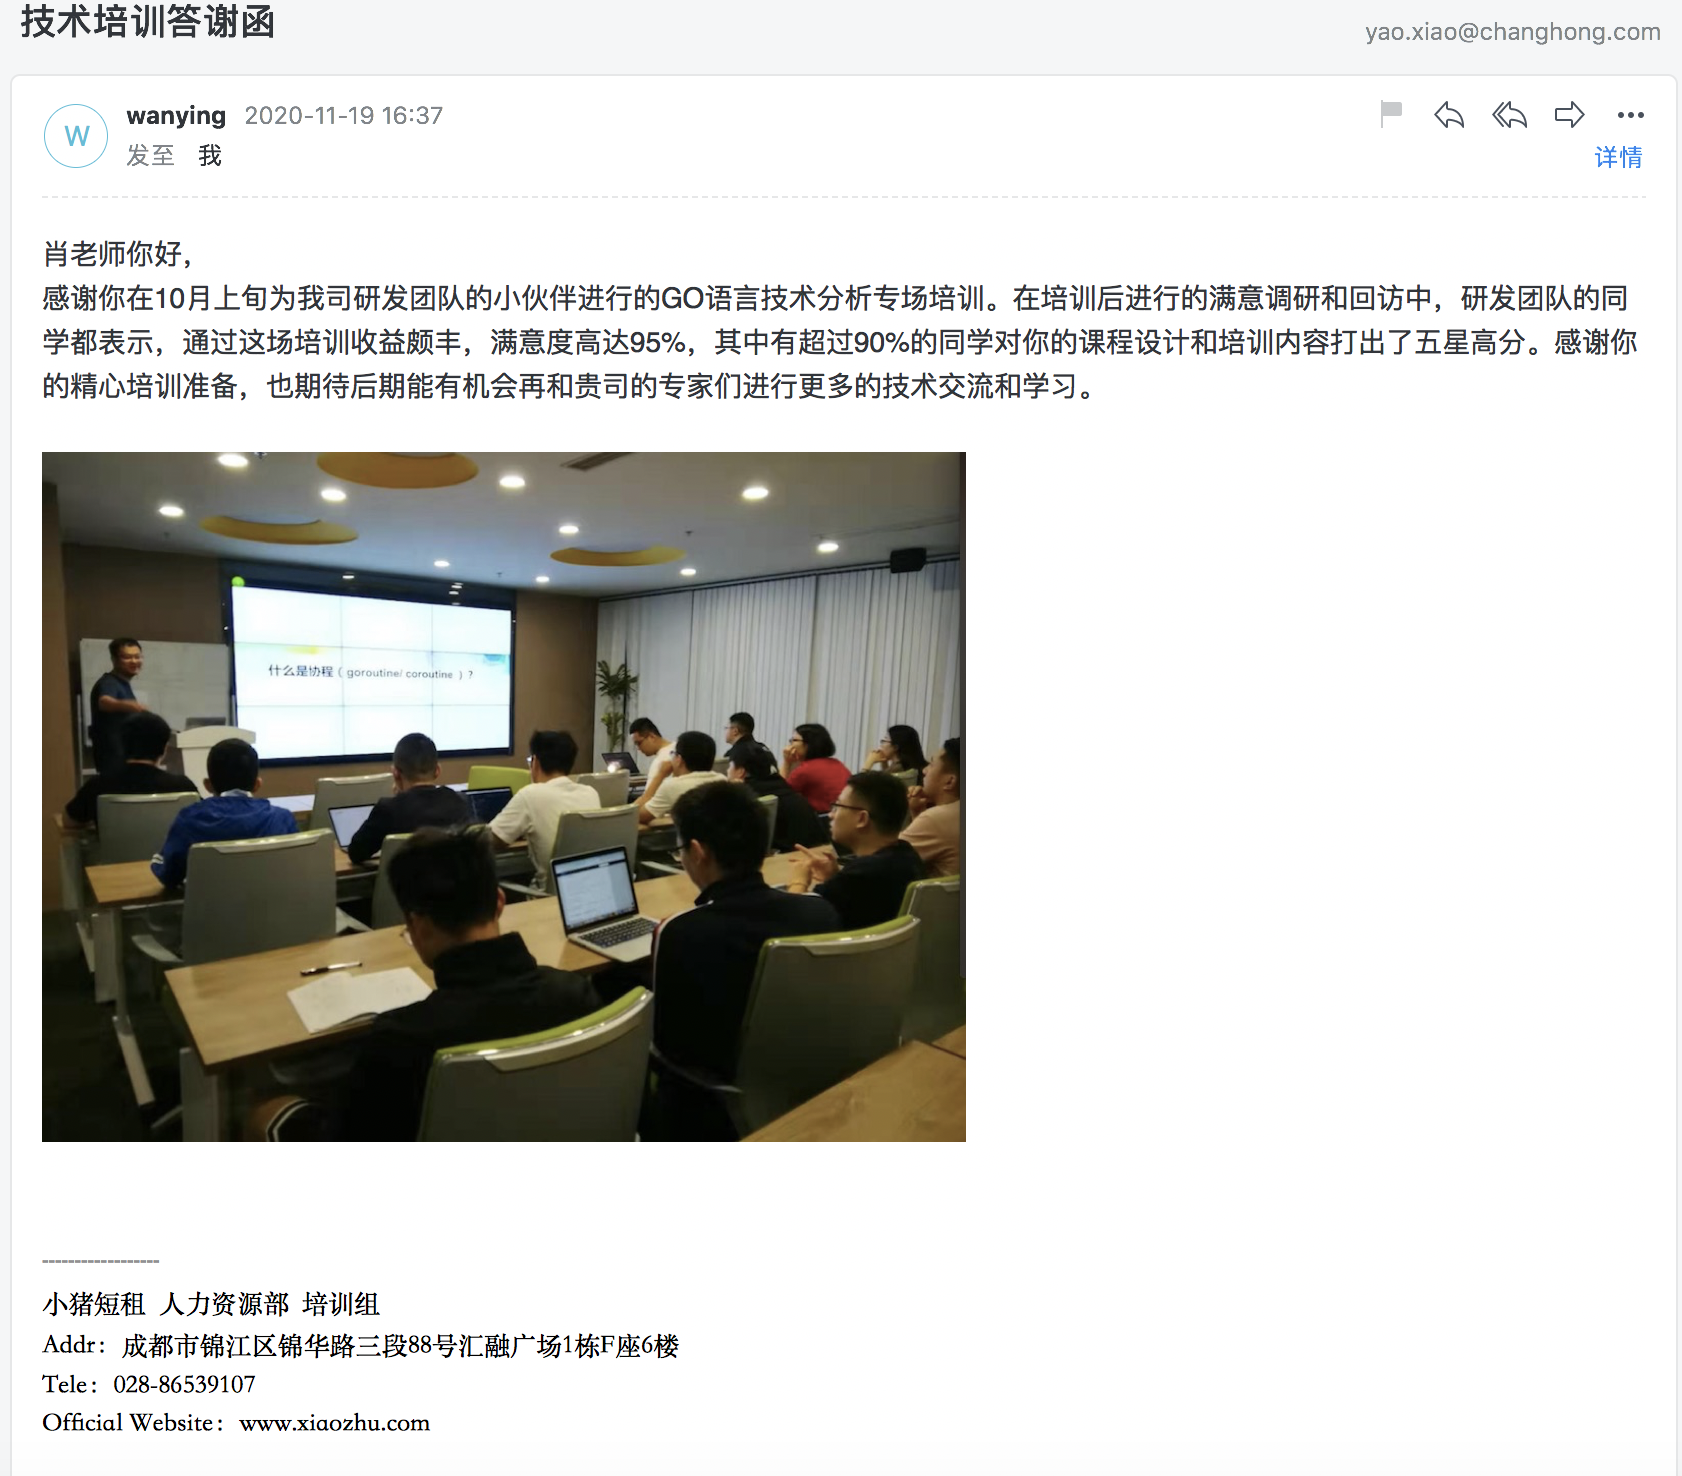 技术培训答谢函
yao.xiao@changhong.com
W
wanying 2020-11-19 16:37
发至 我
详情
肖老师你好，
感谢你在10月上旬为我司研发团队的小伙伴进行的GO语言技术分析专场培训。在培训后进行的满意调研和回访中，研发团队的同
学都表示，通过这场培训收益颇丰，满意度高达95%，其中有超过90%的同学对你的课程设计和培训内容打出了五星高分。感谢你
的精心培训准备，也期待后期能有机会再和贵司的专家们进行更多的技术交流和学习。
什么是协程（ goroutine/ coroutine ）?
------------------
小猪短租 人力资源部 培训组
Addr：成都市锦江区锦华路三段88号汇融广场1栋F座6楼
Tele：028-86539107
Official Website：www.xiaozhu.com